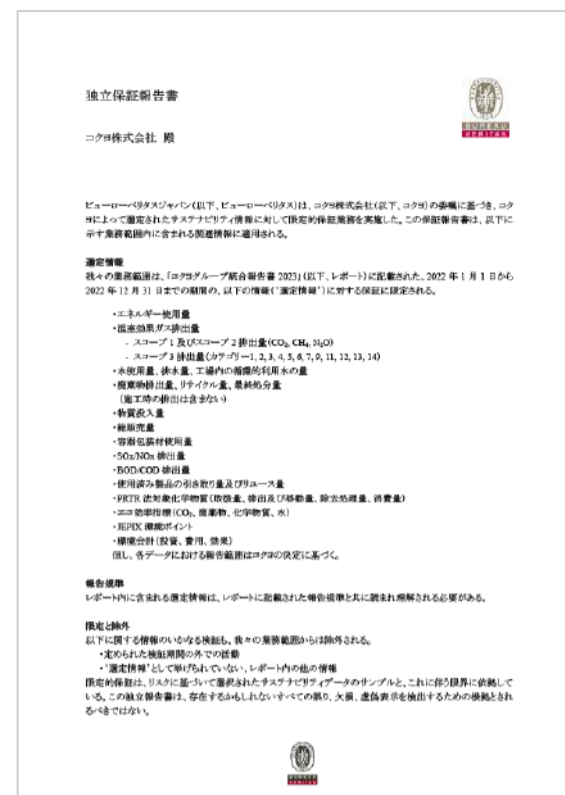 独立保証報告書
BUREAU
VERITAS
コクヨ株式会社 殿
ビューローベリタスジャパン(以下、ビューローベリタス)は、コクヨ株式会社(以下、コクヨ)の委嘱に基づき、コク
ヨによって選定されたサステナビリティ情報に対して限定的保証業務を実施した。この保証報告書は、以下に
示す業務範囲内に含まれる関連情報に適用される。
選定情報
我々の業務範囲は、「コクヨグループ統合報告書 2023」(以下、レポート)に記載された、2022 年 1 月 1 日から
2022 年 12 月 31 日までの期間の、以下の情報('選定情報')に対する保証に限定される。
・エネルギー使用量
・温室効果ガス排出量
- スコープ 1 及びスコープ 2 排出量(CO₂, CH₄, N₂O)
- スコープ 3 排出量(カテゴリー1, 2, 3, 4, 5, 6, 7, 9, 11, 12, 13, 14)
・水使用量、排水量、工場内の循環的利用水の量
・廃棄物排出量、リサイクル量、最終処分量
(施工時の排出は含まない)
・物質投入量
・総販売量
・容器包装材使用量
・SOx/NOx 排出量
・BOD/COD 排出量
・使用済み製品の引き取り量及びリユース量
・PRTR 法対象化学物質(取扱量、排出及び移動量、除去処理量、消費量)
・エコ効率指標(CO₂、廃棄物、化学物質、水)
・JEPIX 環境ポイント
・環境会計(投資、費用、効果)
但し、各データにおける報告範囲はコクヨの決定に基づく。
報告規準
レポート内に含まれる選定情報は、レポートに記載された報告規準と共に読まれ理解される必要がある。
限定と除外
以下に関する情報のいかなる検証も、我々の業務範囲からは除外される。
・定められた検証期間の外での活動
・'選定情報'として挙げられていない、レポート内の他の情報
限定的保証は、リスクに基づいて選択されたサステナビリティデータのサンプルと、これに伴う限界に依拠して
いる。この独立報告書は、存在するかもしれないすべての誤り、欠損、虚偽表示を検出するための根拠とされ
るべきではない。